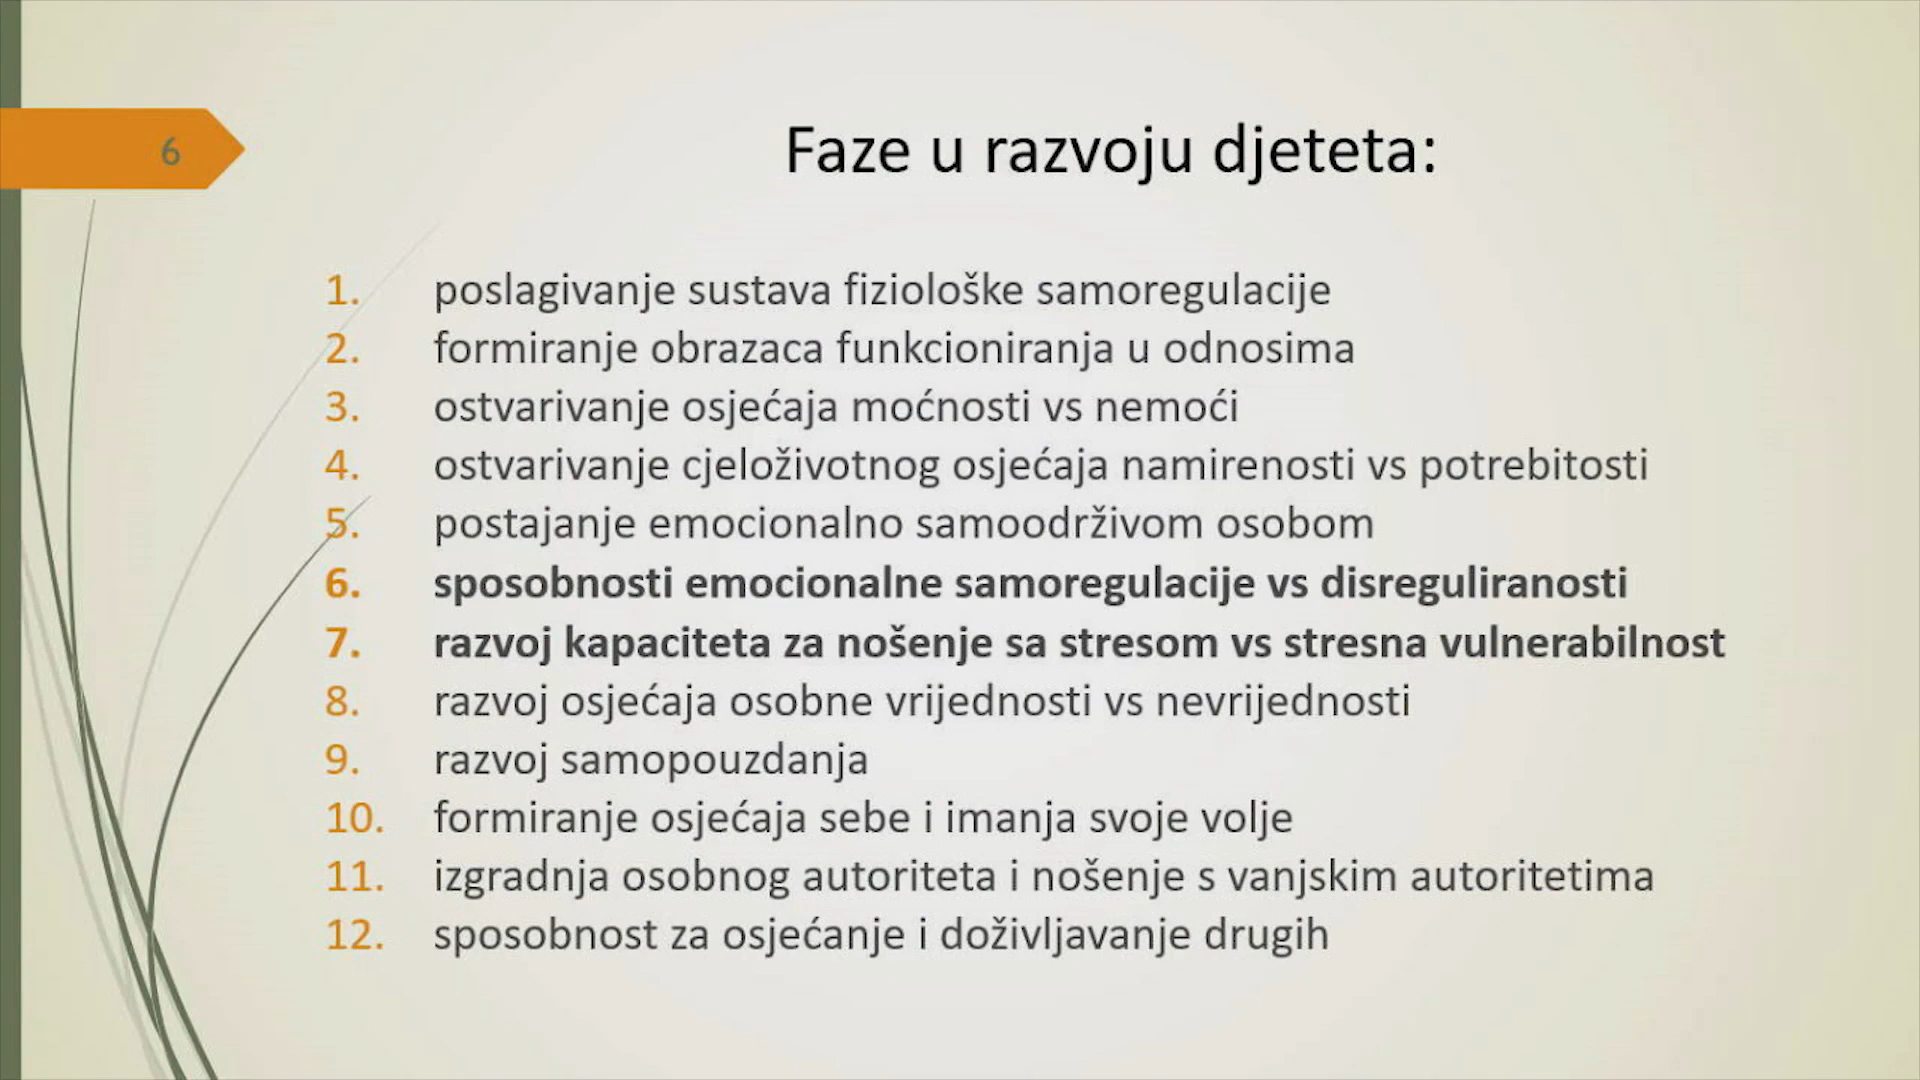 6
Faze u razvoju djeteta:
1. poslagivanje sustava fiziološke samoregulacije
2. formiranje obrazaca funkcioniranja u odnosima
3. ostvarivanje osjećaja moćnosti vs nemoći
4. ostvarivanje cjeloživotnog osjećaja namirenosti vs potrebitosti
5. postajanje emocionalno samoodrživom osobom
6. sposobnosti emocionalne samoregulacije vs disreguliranosti
7. razvoj kapaciteta za nošenje sa stresom vs stresna vulnerabilnost
8. razvoj osjećaja osobne vrijednosti vs nevrijednosti
9. razvoj samopouzdanja
10. formiranje osjećaja sebe i imanja svoje volje
11. izgradnja osobnog autoriteta i nošenje s vanjskim autoritetima
12. sposobnost za osjećanje i doživljavanje drugih